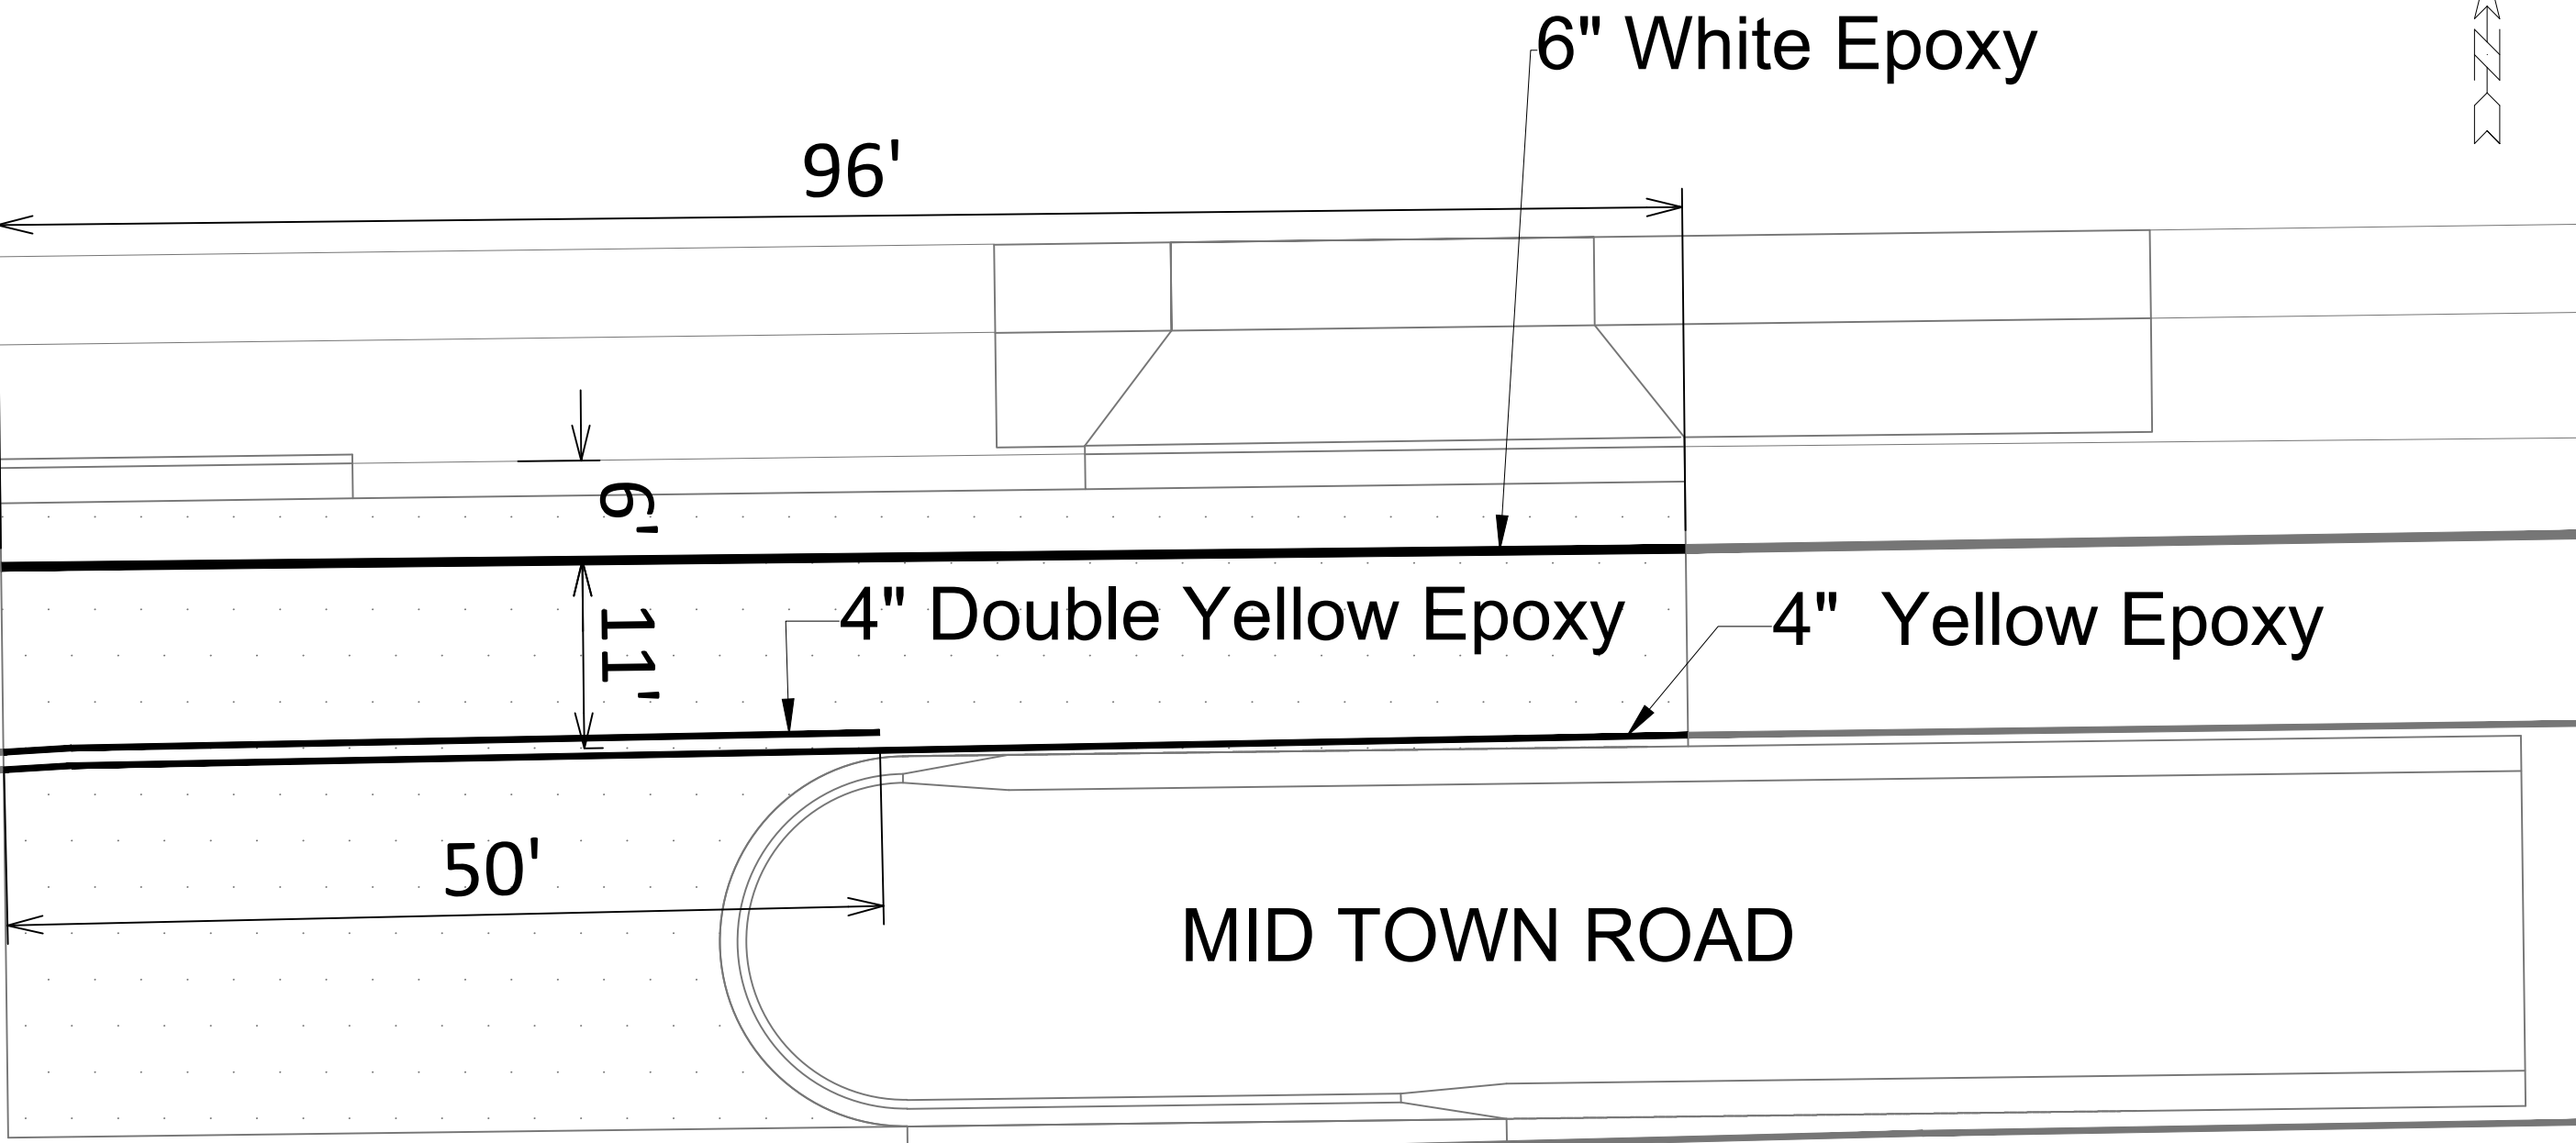 6" White Epoxy
96'
6'
11'
4" Double Yellow Epoxy
4" Yellow Epoxy
50'
MID TOWN ROAD